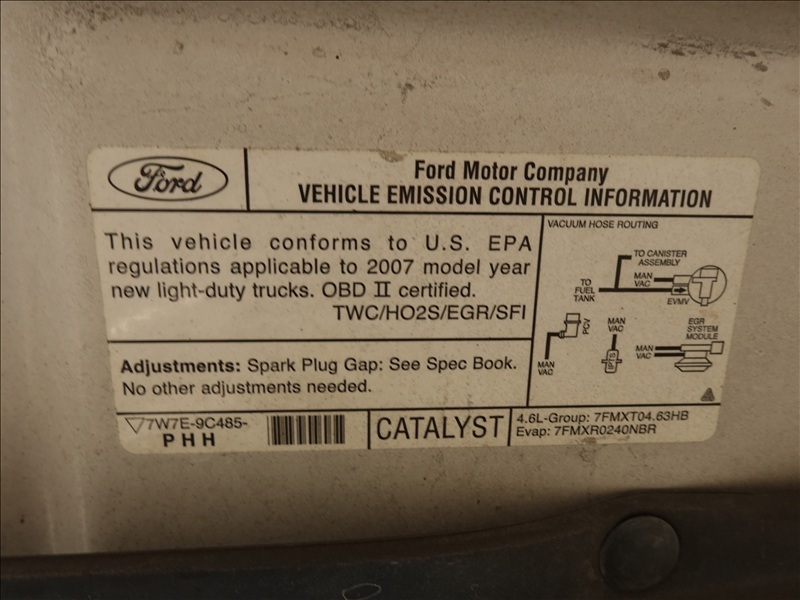 Ford
Ford Motor Company
VEHICLE EMISSION CONTROL INFORMATION
This vehicle conforms to U.S. EPA
regulations applicable to 2007 model year
new light-duty trucks. OBD II certified.
TWC/HO2S/EGR/SFI
Adjustments: Spark Plug Gap: See Spec Book.
No other adjustments needed.
VACUUM HOSE ROUTING
TO CANISTER
ASSEMBLY
MAN
VAC
TO
FUEL
TANK
EVMV
PCV
MAN
VAC
MAN
VAC
EGR
SYSTEM
MODULE
MAN
VAC
7W7E-9C485-
PHH
CATALYST
4.6L-Group: 7FMXT04.63HB
Evap: 7FMXR0240NBR